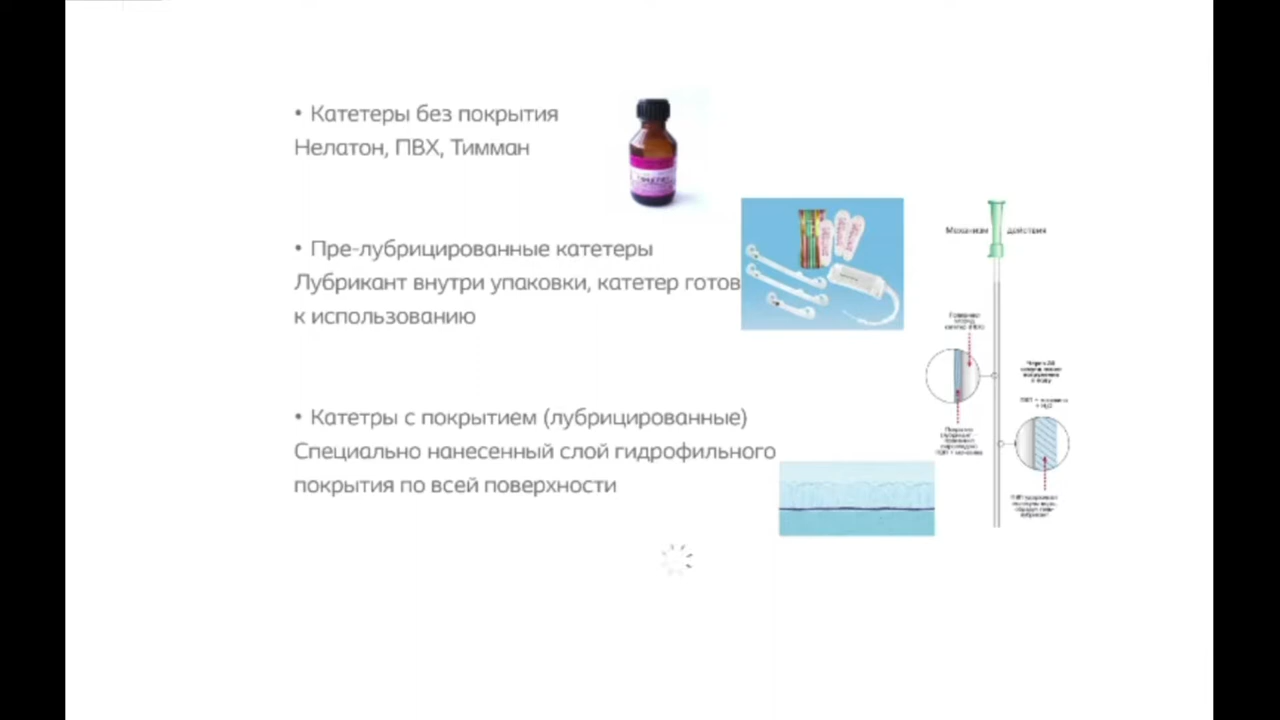 • Катетеры без покрытия
Нелатон, ПВХ, Тимман
• Пре-лубрицированные катетеры
Лубрикант внутри упаковки, катетер готов
к использованию
• Катетры с покрытием (лубрицированные)
Специально нанесенный слой гидрофильного
покрытия по всей поверхности
Механизм действия